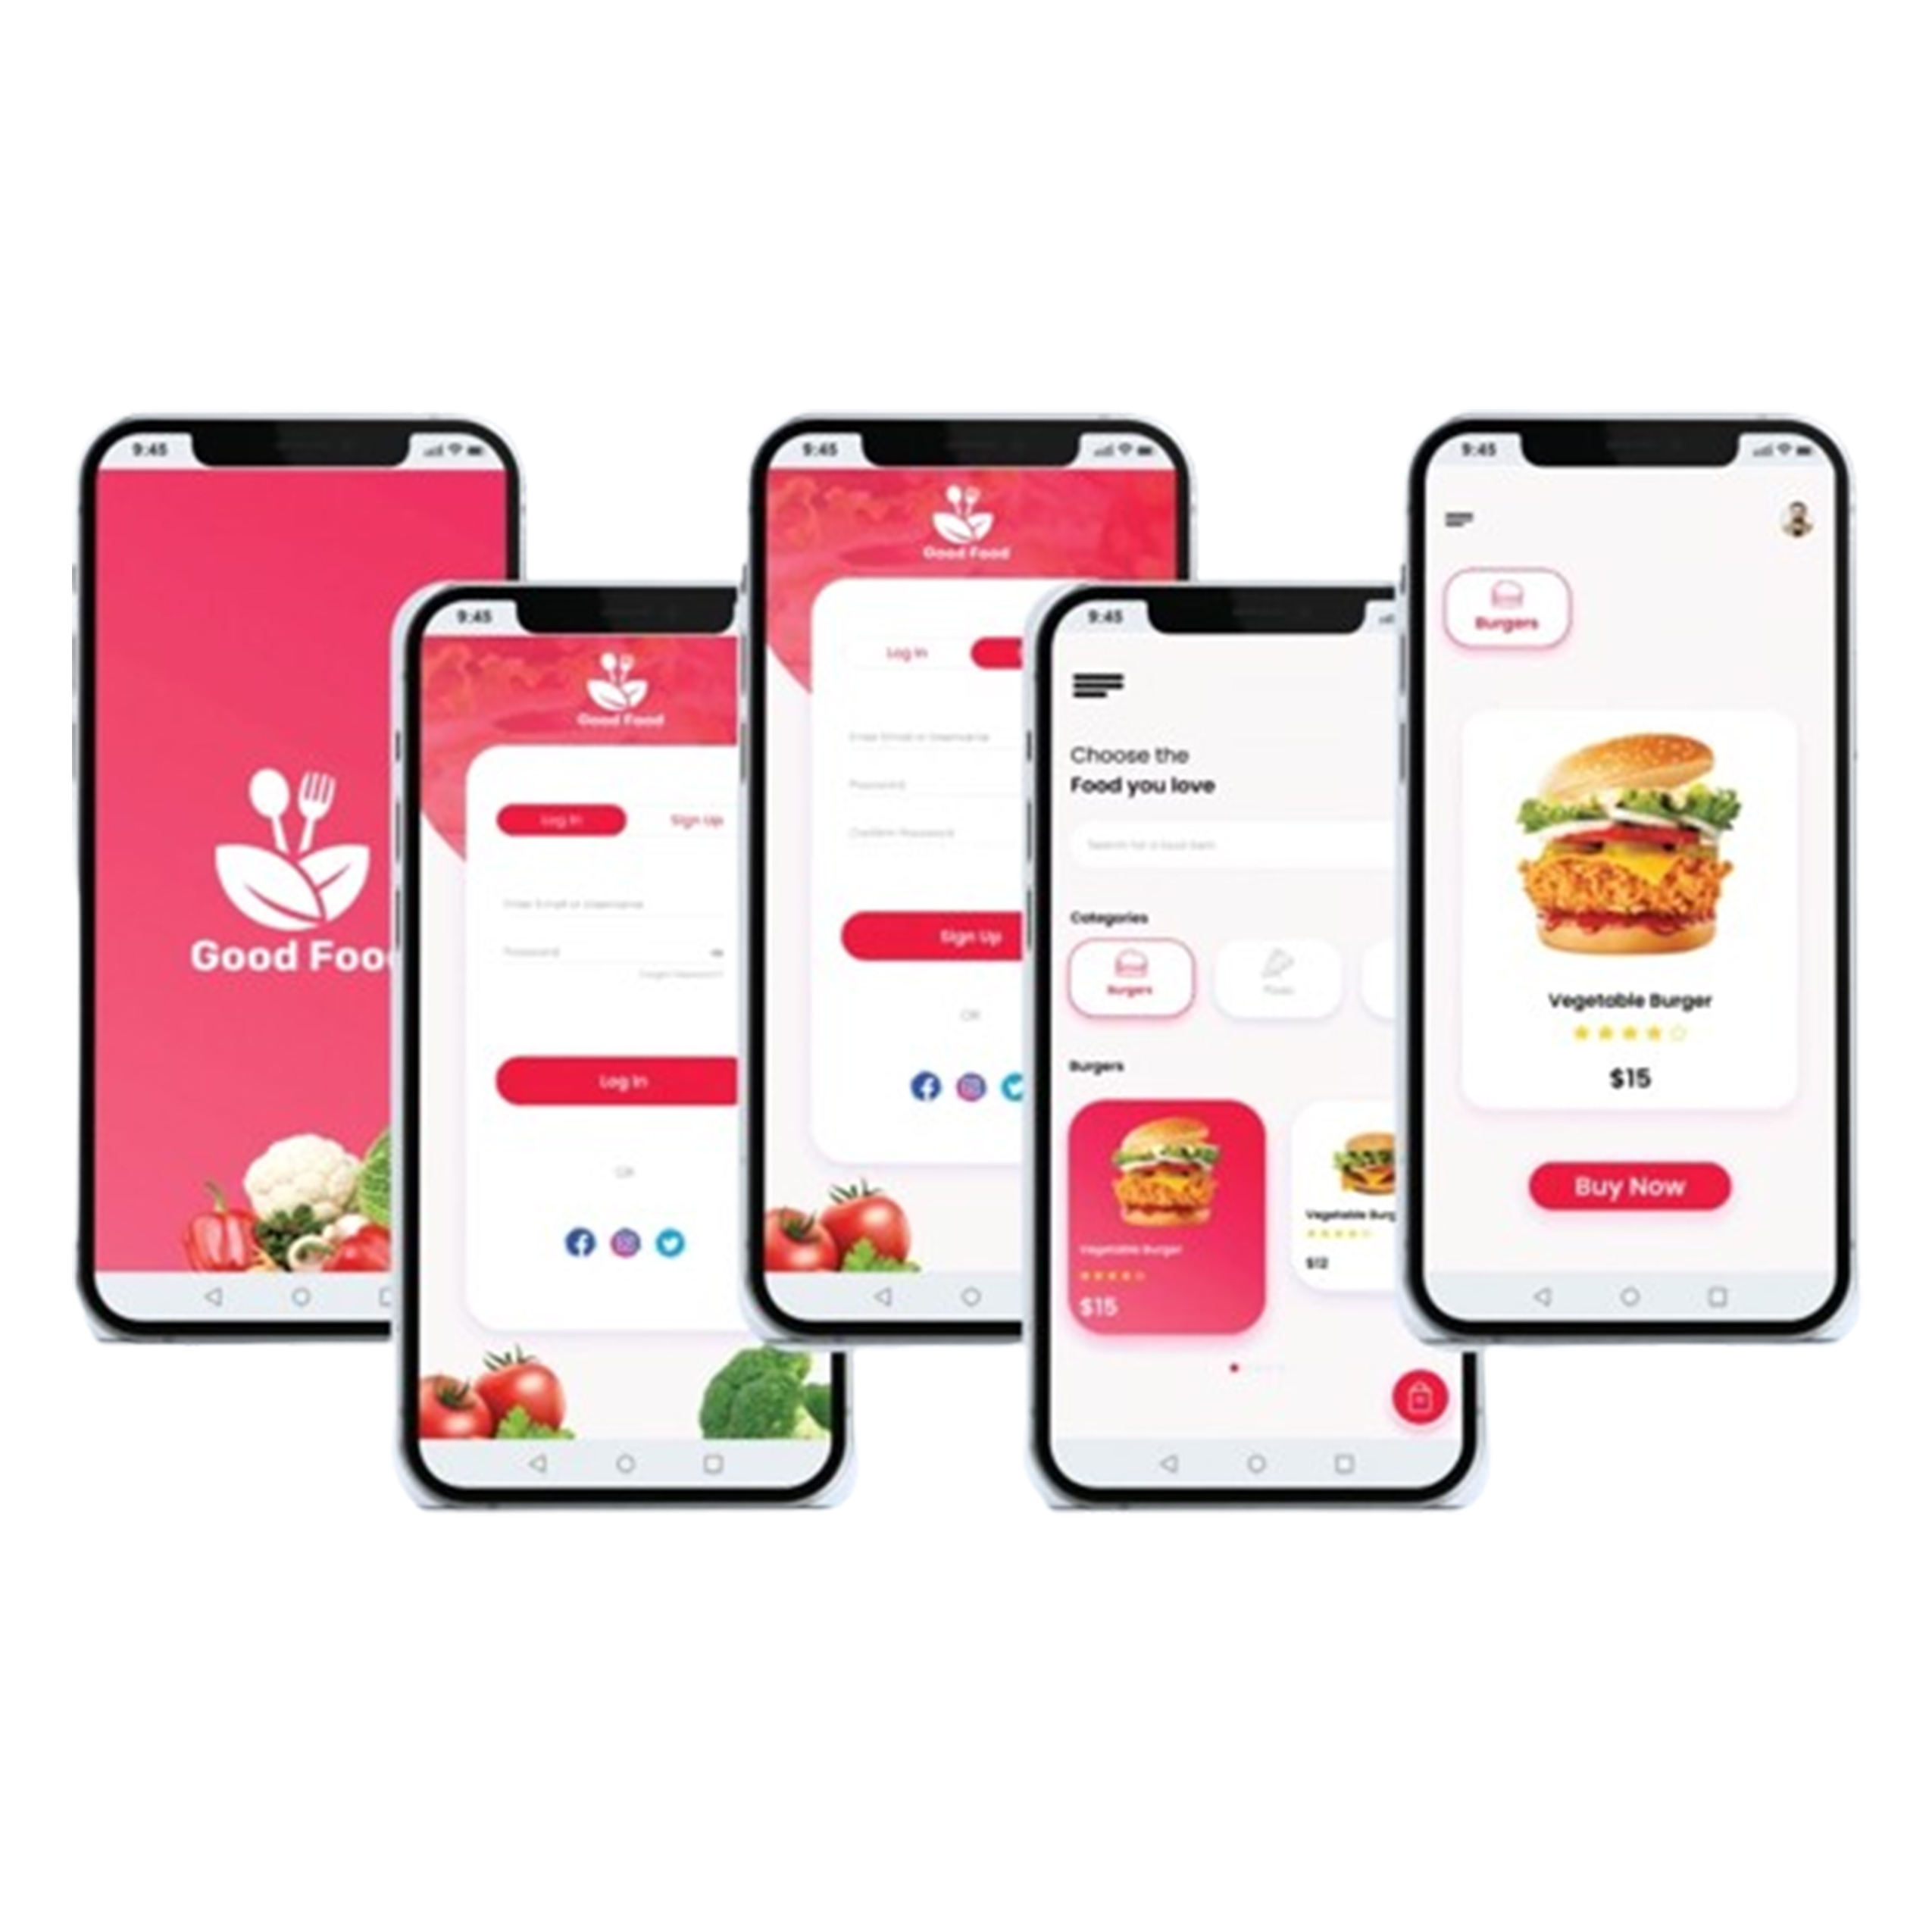 9:45
Good Food
9:45
Good Food
Log In
Sign Up
Enter Email or Username
Password
Forgot Password?
Log In
OR
9:45
Good Food
Log In
Enter Email or Username
Password
Confirm Password
Sign Up
OR
9:45
Choose the
Food you love
Search for a food item
Categories
Burgers
Pizza
Burgers
Vegetable Burger
$15
Vegetable Burg
$12
9:45
Burgers
Vegetable Burger
$15
Buy Now